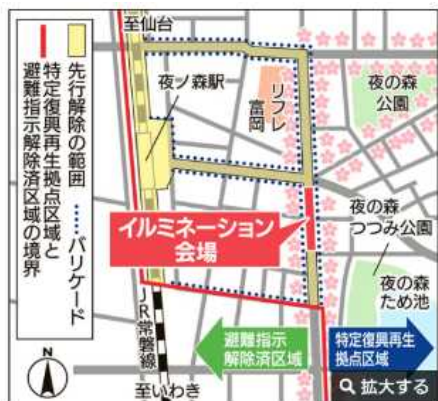 先行解除の範囲
バリケード
特定復興再生拠点区域と
避難指示解除済区域の境界
至仙台
夜ノ森駅
リフレ
富岡
夜の森
公園
夜の森
つつみ公園
夜の森
ため池
イルミネーション
会場
JR常磐線
避難指示
解除済区域
特定復興再生
拠点区域
N
至いわき
拡大する